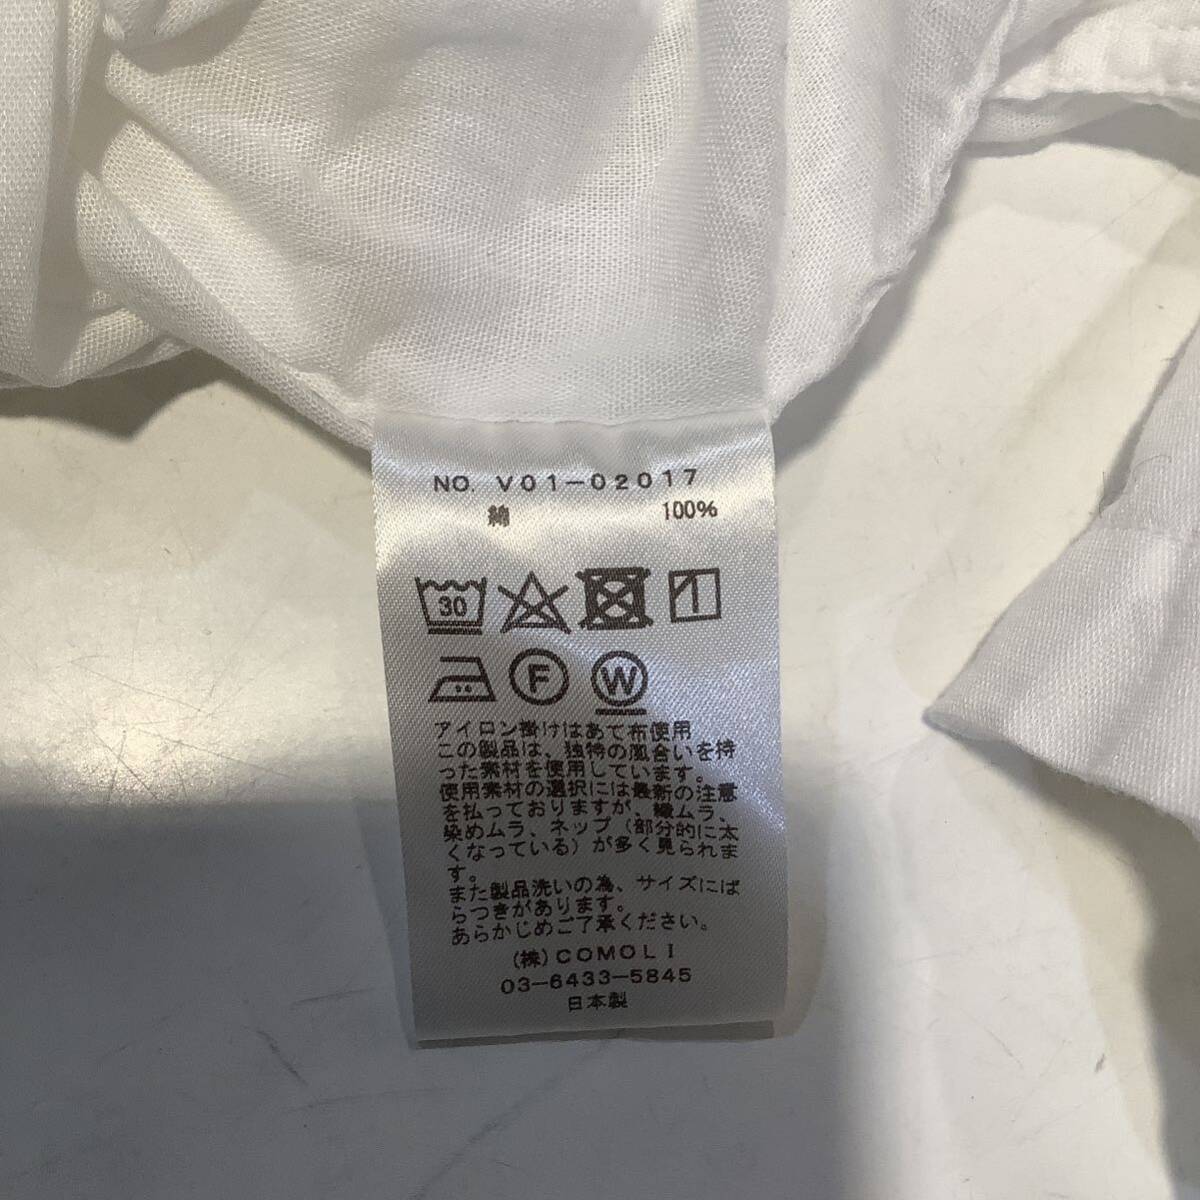 NO. V01-02017
綿 100%
30
F W
アイロン掛けはあて布使用
この製品は、独特の風合いを持
った素材を使用しています。
使用素材の選択には最新の注意
を払っておりますが、織ムラ、
染めムラ、ネップ（部分的に太
くなっている）が多く見られま
す。
また製品洗いの為、サイズにば
らつきがあります。
あらかじめご了承ください。
(株)COMOLI
03-6433-5845
日本製